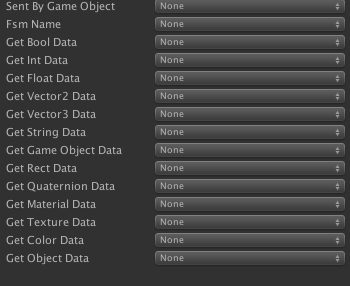 Sent By Game Object None
Fsm Name None
Get Bool Data None
Get Int Data None
Get Float Data None
Get Vector2 Data None
Get Vector3 Data None
Get String Data None
Get Game Object Data None
Get Rect Data None
Get Quaternion Data None
Get Material Data None
Get Texture Data None
Get Color Data None
Get Object Data None